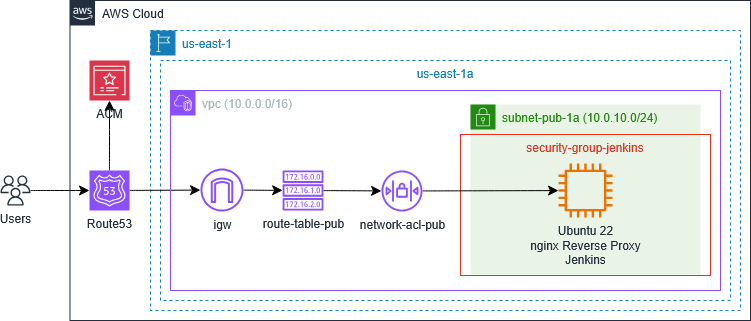 aws
AWS Cloud
us-east-1
us-east-1a
vpc (10.0.0.0/16)
subnet-pub-1a (10.0.10.0/24)
security-group-jenkins
ACM
53
172.16.0.0
172.16.1.0
172.16.2.0
Users
Route53
igw
route-table-pub
network-acl-pub
Ubuntu 22
nginx Reverse Proxy
Jenkins